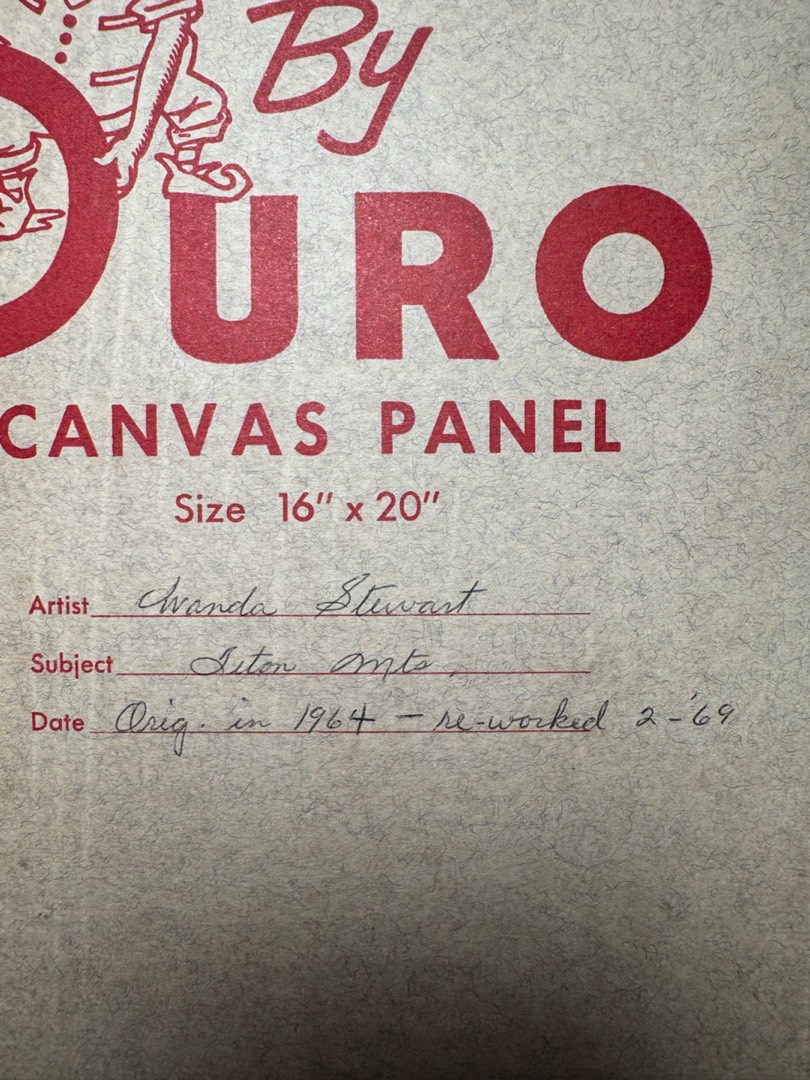 By
DURO
CANVAS PANEL
Size 16" x 20"
Artist Wanda Stewart
Subject Teton Mts.
Date Orig. in 1964 - re-worked 2-'69